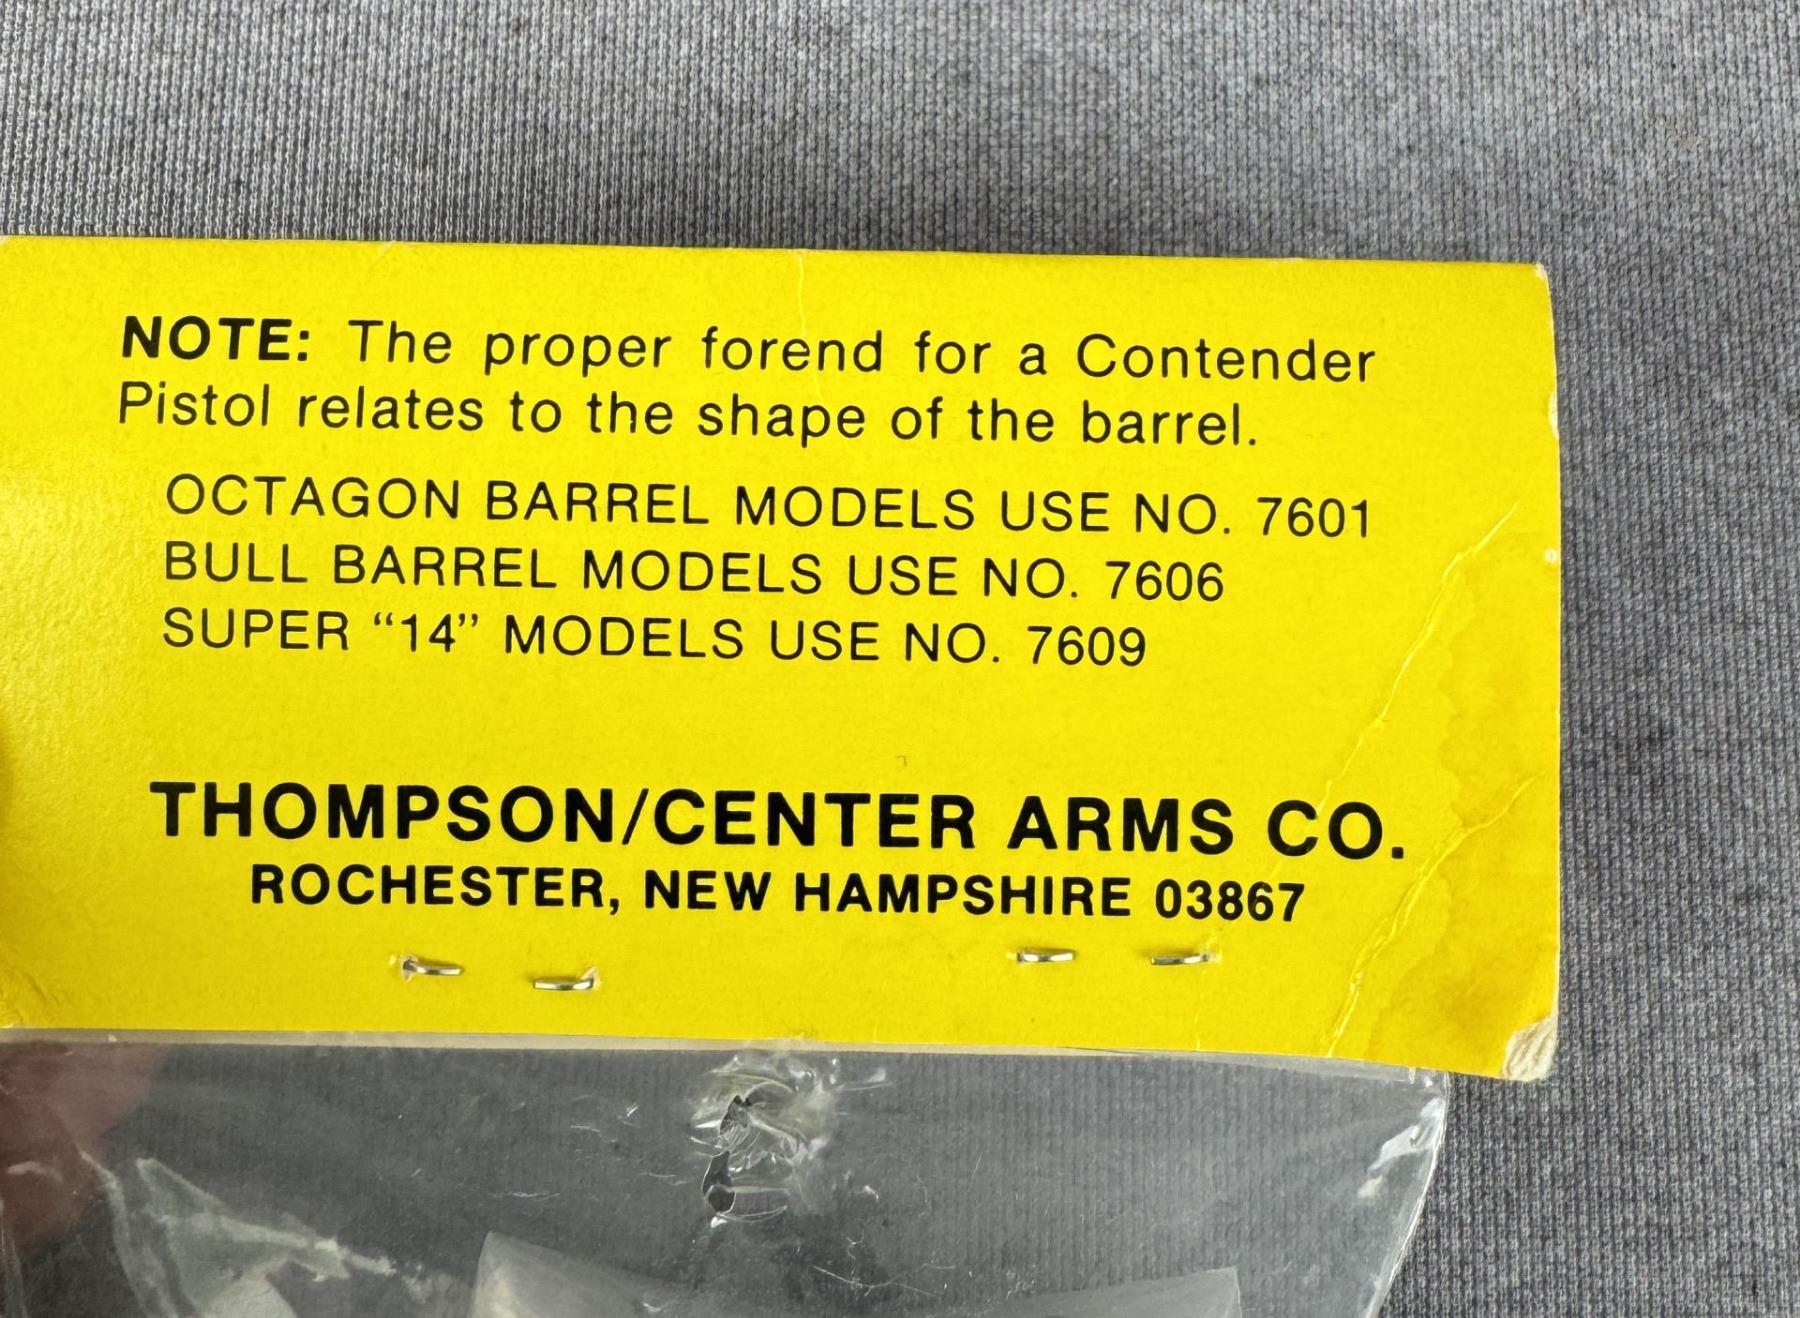 NOTE: The proper forend for a Contender
Pistol relates to the shape of the barrel.
OCTAGON BARREL MODELS USE NO. 7601
BULL BARREL MODELS USE NO. 7606
SUPER “14” MODELS USE NO. 7609
THOMPSON/CENTER ARMS CO.
ROCHESTER, NEW HAMPSHIRE 03867